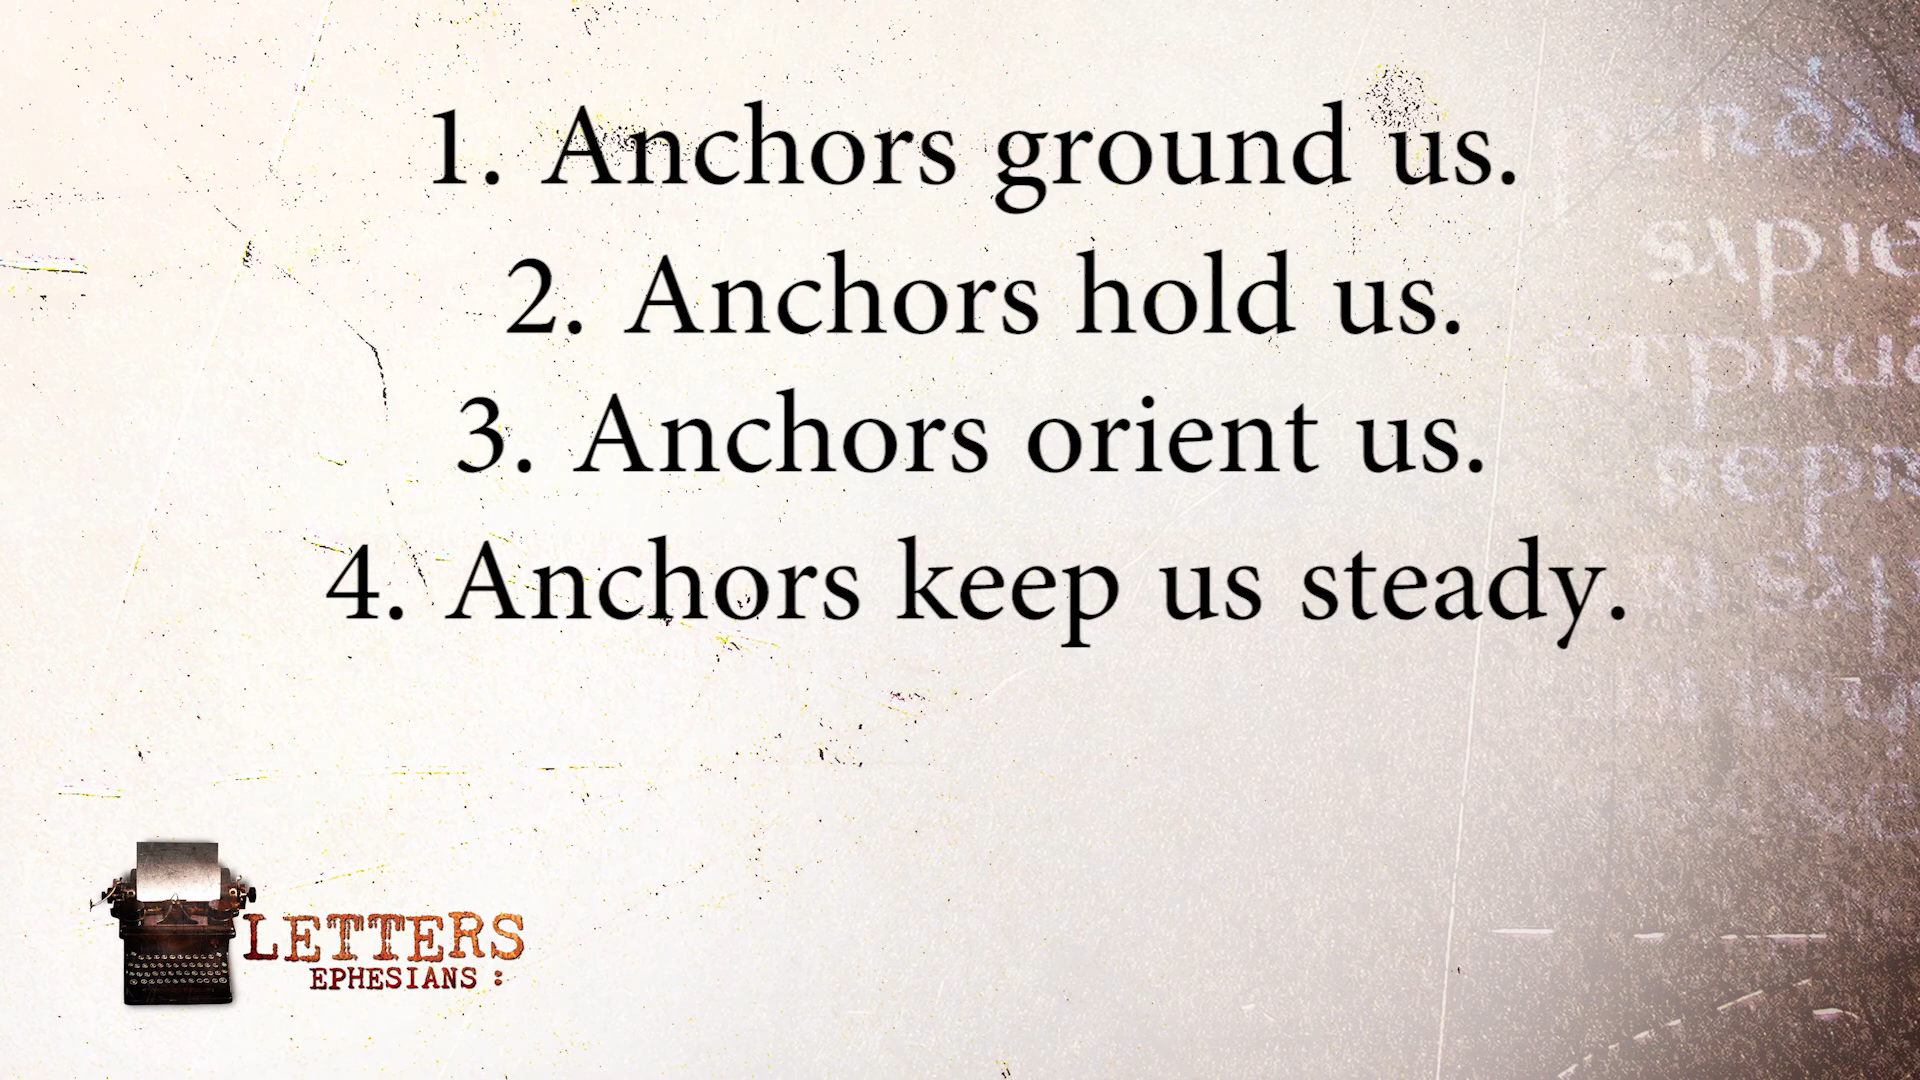 1. Anchors ground us.
2. Anchors hold us.
3. Anchors orient us.
4. Anchors keep us steady.
LETTERS
EPHESIANS :